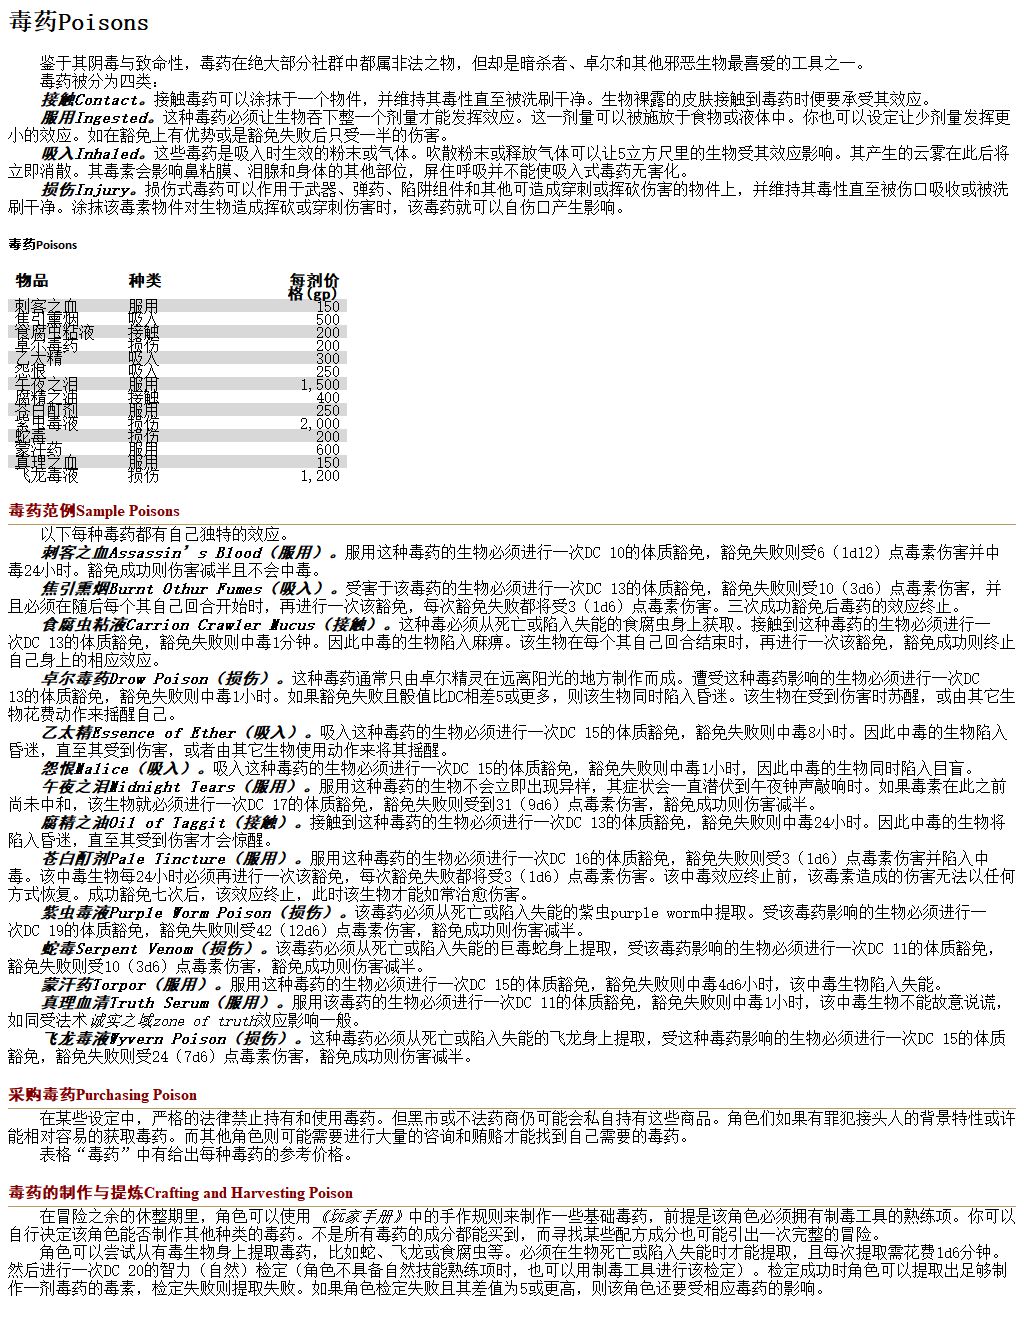 毒药Poisons
鉴于其阴毒与致命性，毒药在绝大部分社群中都属非法之物，但却是暗杀者、卓尔和其他邪恶生物最喜爱的工具之一。
毒药被分为四类：
接触Contact。接触毒药可以涂抹于一个物件，并维持其毒性直至被洗刷干净。生物裸露的皮肤接触到毒药时便要承受其效应。
服用Ingested。这种毒药必须让生物吞下整一个剂量才能发挥效应。这一剂量可以被施放于食物或液体中。你也可以设定让少剂量发挥更
小的效应。如在豁免上有优势或是豁免失败后只受一半的伤害。
吸入Inhaled。这些毒药是吸入时生效的粉末或气体。吹散粉末或释放气体可以让5立方尺里的生物受其效应影响。其产生的云雾在此后将
立即消散。其毒素会影响鼻粘膜、泪腺和身体的其他部位，屏住呼吸并不能使吸入式毒药无害化。
损伤Injury。损伤式毒药可以作用于武器、弹药、陷阱组件和其他可造成穿刺或挥砍伤害的物件上，并维持其毒性直至被伤口吸收或被洗
刷干净。涂抹该毒素物件对生物造成挥砍或穿刺伤害时，该毒药就可以自伤口产生影响。
毒药Poisons
物品 种类 每剂价
格(gp)
刺客之血 服用 150
焦引熏烟 吸入 500
食腐虫粘液 接触 200
卓尔毒药 损伤 200
乙太精 吸入 300
怨恨 吸入 250
午夜之泪 服用 1,500
腐精之油 接触 400
苍白酊剂 服用 250
紫虫毒液 损伤 2,000
蛇毒 损伤 200
蒙汗药 服用 600
真理之血 服用 150
飞龙毒液 损伤 1,200
毒药范例Sample Poisons
以下每种毒药都有自己独特的效应。
刺客之血Assassin’s Blood（服用）。服用这种毒药的生物必须进行一次DC 10的体质豁免，豁免失败则受6（1d12）点毒素伤害并中
毒24小时。豁免成功则伤害减半且不会中毒。
焦引熏烟Burnt Othur Fumes（吸入）。受害于该毒药的生物必须进行一次DC 13的体质豁免，豁免失败则受10（3d6）点毒素伤害，并
且必须在随后每个其自己回合开始时，再进行一次该豁免，每次豁免失败都将受3（1d6）点毒素伤害。三次成功豁免后毒药的效应终止。
食腐虫粘液Carrion Crawler Mucus（接触）。这种毒必须从死亡或陷入失能的食腐虫身上获取。接触到这种毒药的生物必须进行一
次DC 13的体质豁免，豁免失败则中毒1分钟。因此中毒的生物陷入麻痹。该生物在每个其自己回合结束时，再进行一次该豁免，豁免成功则终止
自己身上的相应效应。
卓尔毒药Drow Poison（损伤）。这种毒药通常只由卓尔精灵在远离阳光的地方制作而成。遭受这种毒药影响的生物必须进行一次DC
13的体质豁免，豁免失败则中毒1小时。如果豁免失败且骰值比DC相差5或更多，则该生物同时陷入昏迷。该生物在受到伤害时苏醒，或由其它生
物花费动作来摇醒自己。
乙太精Essence of Ether（吸入）。吸入这种毒药的生物必须进行一次DC 15的体质豁免，豁免失败则中毒8小时。因此中毒的生物陷入
昏迷，直至其受到伤害，或者由其它生物使用动作来将其摇醒。
怨恨Malice（吸入）。吸入这种毒药的生物必须进行一次DC 15的体质豁免，豁免失败则中毒1小时，因此中毒的生物同时陷入目盲。
午夜之泪Midnight Tears（服用）。服用这种毒药的生物不会立即出现异样，其症状会一直潜伏到午夜钟声敲响时。如果毒素在此之前
尚未中和，该生物就必须进行一次DC 17的体质豁免，豁免失败则受到31（9d6）点毒素伤害，豁免成功则伤害减半。
腐精之油Oil of Taggit（接触）。接触到这种毒药的生物必须进行一次DC 13的体质豁免，豁免失败则中毒24小时。因此中毒的生物将
陷入昏迷，直至其受到伤害才会惊醒。
苍白酊剂Pale Tincture（服用）。服用这种毒药的生物必须进行一次DC 16的体质豁免，豁免失败则受3（1d6）点毒素伤害并陷入中
毒。该中毒生物每24小时必须再进行一次该豁免，每次豁免失败都将受3（1d6）点毒素伤害。该中毒效应终止前，该毒素造成的伤害无法以任何
方式恢复。成功豁免七次后，该效应终止，此时该生物才能如常治愈伤害。
紫虫毒液Purple Worm Poison（损伤）。该毒药必须从死亡或陷入失能的紫虫purple worm中提取。受该毒药影响的生物必须进行一
次DC 19的体质豁免，豁免失败则受42（12d6）点毒素伤害，豁免成功则伤害减半。
蛇毒Serpent Venom（损伤）。该毒药必须从死亡或陷入失能的巨毒蛇身上提取，受该毒药影响的生物必须进行一次DC 11的体质豁免，
豁免失败则受10（3d6）点毒素伤害，豁免成功则伤害减半。
蒙汗药Torpor（服用）。服用这种毒药的生物必须进行一次DC 15的体质豁免，豁免失败则中毒4d6小时，该中毒生物陷入失能。
真理血清Truth Serum（服用）。服用该毒药的生物必须进行一次DC 11的体质豁免，豁免失败则中毒1小时，该中毒生物不能故意说谎，
如同受法术诚实之域zone of truth效应影响一般。
飞龙毒液Wyvern Poison（损伤）。这种毒药必须从死亡或陷入失能的飞龙身上提取，受这种毒药影响的生物必须进行一次DC 15的体质
豁免，豁免失败则受24（7d6）点毒素伤害，豁免成功则伤害减半。
采购毒药Purchasing Poison
在某些设定中，严格的法律禁止持有和使用毒药。但黑市或不法药商仍可能会私自持有这些商品。角色们如果有罪犯接头人的背景特性或许
能相对容易的获取毒药。而其他角色则可能需要进行大量的咨询和贿赂才能找到自己需要的毒药。
表格“毒药”中有给出每种毒药的参考价格。
毒药的制作与提炼Crafting and Harvesting Poison
在冒险之余的休整期里，角色可以使用《玩家手册》中的手作规则来制作一些基础毒药，前提是该角色必须拥有制毒工具的熟练项。你可以
自行决定该角色能否制作其他种类的毒药。不是所有毒药的成分都能买到，而寻找某些配方成分也可能引出一次完整的冒险。
角色可以尝试从有毒生物身上提取毒药，比如蛇、飞龙或食腐虫等。必须在生物死亡或陷入失能时才能提取，且每次提取需花费1d6分钟。
然后进行一次DC 20的智力（自然）检定（角色不具备自然技能熟练项时，也可以用制毒工具进行该检定）。检定成功时角色可以提取出足够制
作一剂毒药的毒素，检定失败则提取失败。如果角色检定失败且其差值为5或更高，则该角色还要受相应毒药的影响。